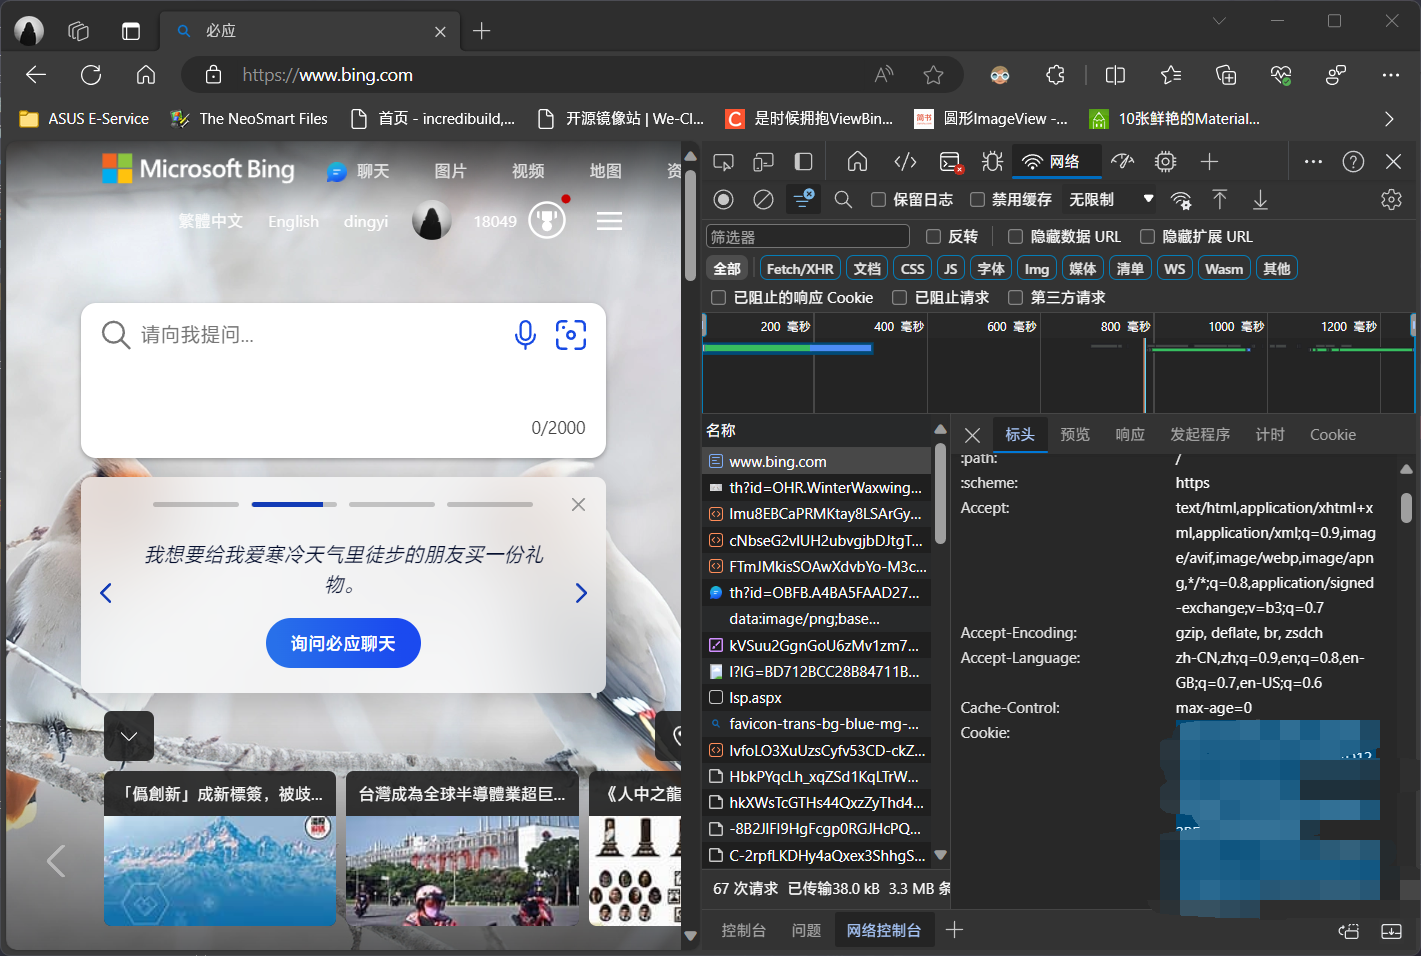 必应
https://www.bing.com
ASUS E-Service
The NeoSmart Files
首页 - incredibuild,...
开源镜像站 | We-Cl...
是时候拥抱ViewBin...
简书
圆形ImageView -...
10张鲜艳的Material...
Microsoft Bing
聊天
图片
视频
地图
资
繁體中文
English
dingyi
18049
请向我提问...
0/2000
我想要给我爱寒冷天气里徒步的朋友买一份礼
物。
询问必应聊天
「僞創新」成新標簽，被歧...
台灣成為全球半導體業超巨...
《人中之龍
网络
保留日志
禁用缓存
无限制
筛选器
反转
隐藏数据 URL
隐藏扩展 URL
全部
Fetch/XHR
文档
CSS
JS
字体
Img
媒体
清单
WS
Wasm
其他
已阻止的响应 Cookie
已阻止请求
第三方请求
200 毫秒
400 毫秒
600 毫秒
800 毫秒
1000 毫秒
1200 毫秒
名称
www.bing.com
th?id=OHR.WinterWaxwing...
lmu8EBCaPRMKtay8LSArGy...
cNbseG2vlUH2ubvgjbDJtgT...
FTmJMkisSOAwXdvbYo-M3c...
th?id=OBFB.A4BA5FAAD27...
data:image/png;base...
kVSuu2GgnGoU6zMv1zm7...
l?IG=BD712BCC28B84711B...
lsp.aspx
favicon-trans-bg-blue-mg-...
IvfoLO3XuUzsCyfv53CD-ckZ...
HbkPYqcLh_xqZSd1KqLTrW...
hkXWsTcGTHs44QxzZyThd4...
-8B2JIFI9HgFcgp0RGJHcPQ...
C-2rpfLKDHy4aQxex3ShhgS...
67 次请求
已传输38.0 kB
3.3 MB 条
标头
预览
响应
发起程序
计时
Cookie
:path:
/
:scheme:
https
Accept:
text/html,application/xhtml+x
ml,application/xml;q=0.9,imag
e/avif,image/webp,image/apn
g,*/*;q=0.8,application/signed
-exchange;v=b3;q=0.7
Accept-Encoding:
gzip, deflate, br, zsdch
Accept-Language:
zh-CN,zh;q=0.9,en;q=0.8,en-
GB;q=0.7,en-US;q=0.6
Cache-Control:
max-age=0
Cookie:
控制台
问题
网络控制台